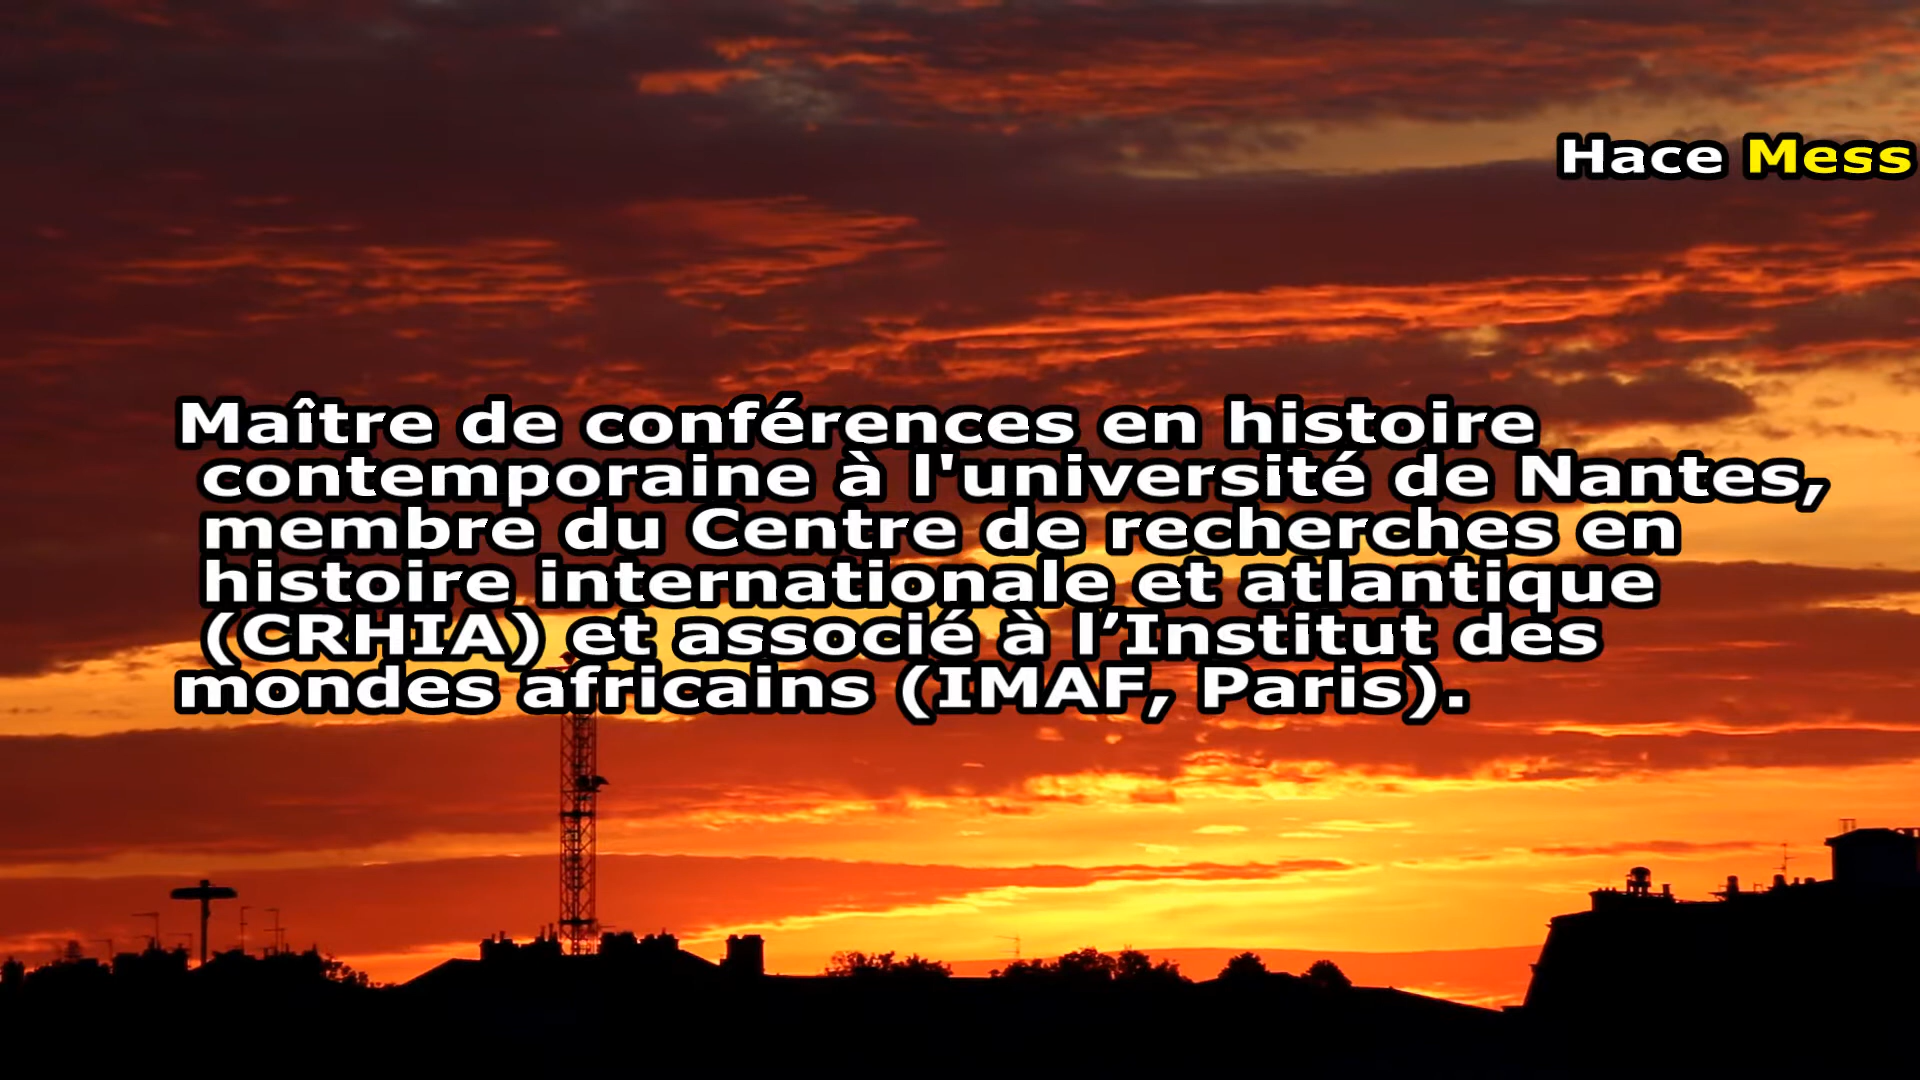 Hace Mess
Maître de conférences en histoire
contemporaine à l'université de Nantes,
membre du Centre de recherches en
histoire internationale et atlantique
(CRHIA) et associé à l’Institut des
mondes africains (IMAF, Paris).